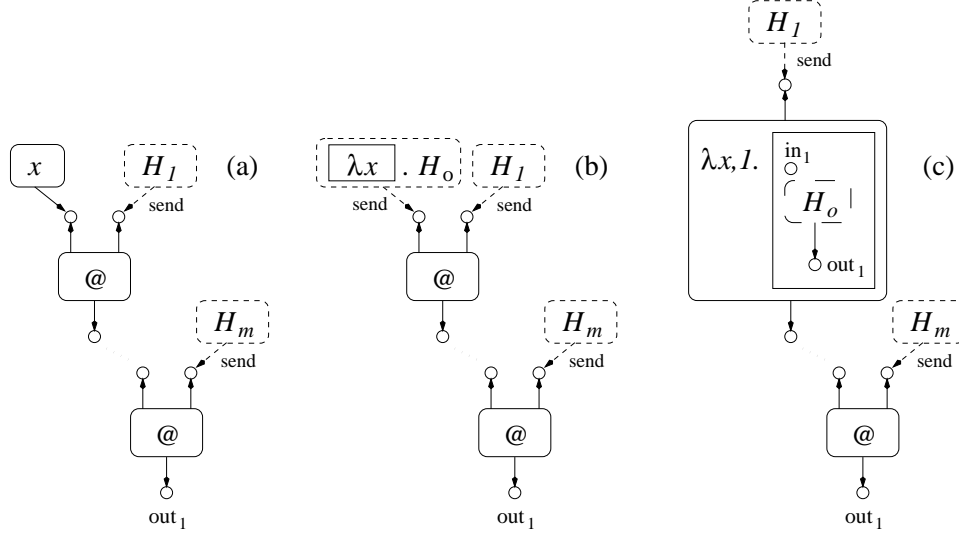 x
H1
(a)
send
@
Hm
send
@
out1
λx . Ho
H1
(b)
send
send
@
Hm
send
@
out1
H1
send
λx,1.
in1
(c)
Ho
out1
Hm
send
@
out1